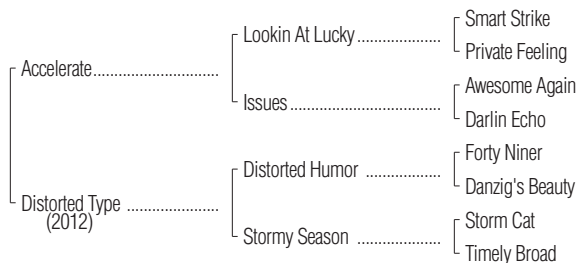 Smart Strike
Lookin At Lucky ....................
Private Feeling
Accelerate..............................
Awesome Again
Issues ....................................
Darlin Echo
Forty Niner
Distorted Humor ..................
Danzig's Beauty
Distorted Type ......................
(2012)
Storm Cat
Stormy Season ....................
Timely Broad